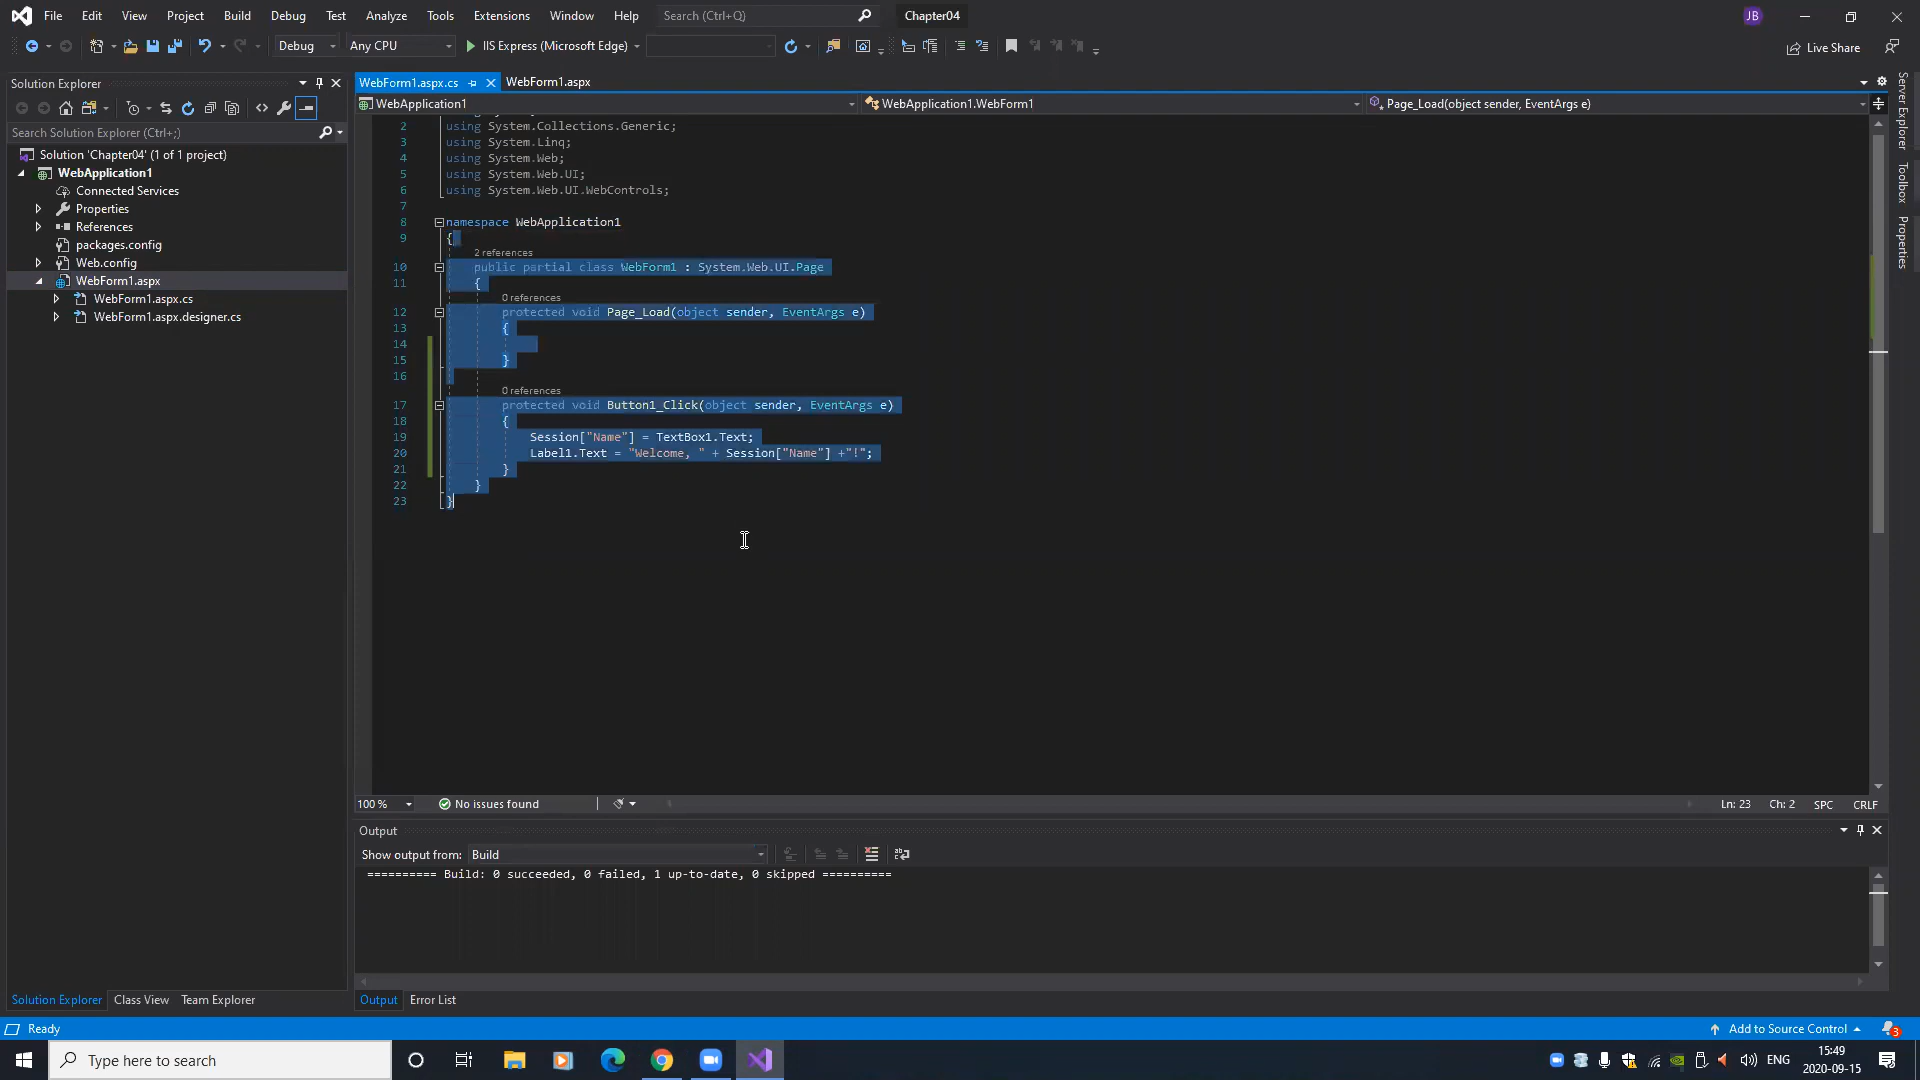 File Edit View Project Build Debug Test Analyze Tools Extensions Window Help Search (Ctrl+Q) Chapter04 JB
Debug Any CPU IIS Express (Microsoft Edge) Live Share
Solution Explorer
Search Solution Explorer (Ctrl+;)
Solution 'Chapter04' (1 of 1 project)
WebApplication1
Connected Services
Properties
References
packages.config
Web.config
WebForm1.aspx
WebForm1.aspx.cs
WebForm1.aspx.designer.cs
Solution Explorer Class View Team Explorer
WebForm1.aspx.cs WebForm1.aspx
WebApplication1 WebApplication1.WebForm1 Page_Load(object sender, EventArgs e)
2 using System.Collections.Generic;
3 using System.Linq;
4 using System.Web;
5 using System.Web.UI;
6 using System.Web.UI.WebControls;
7
8 namespace WebApplication1
9 {
2 references
10 public partial class WebForm1 : System.Web.UI.Page
11 {
0 references
12 protected void Page_Load(object sender, EventArgs e)
13 {
14
15 }
16
0 references
17 protected void Button1_Click(object sender, EventArgs e)
18 {
19 Session["Name"] = TextBox1.Text;
20 Label1.Text = "Welcome, " + Session["Name"] +"!";
21 }
22 }
23 }
100 % No issues found Ln: 23 Ch: 2 SPC CRLF
Output
Show output from: Build
========== Build: 0 succeeded, 0 failed, 1 up-to-date, 0 skipped ==========
Output Error List
Server Explorer
Toolbox
Properties
Ready Add to Source Control 3
Type here to search ENG 15:49
2020-09-15